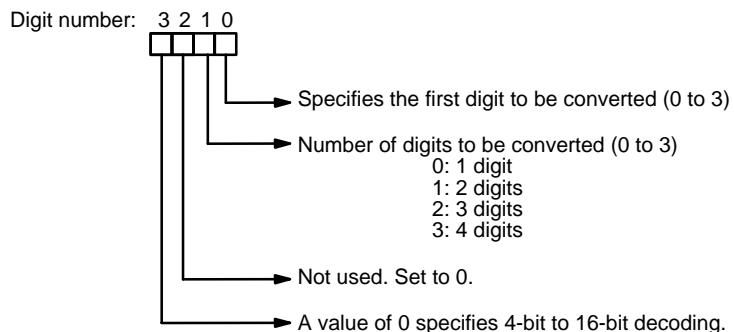 Digit number: 3 2 1 0
Specifies the first digit to be converted (0 to 3)
Number of digits to be converted (0 to 3)
0: 1 digit
1: 2 digits
2: 3 digits
3: 4 digits
Not used. Set to 0.
A value of 0 specifies 4-bit to 16-bit decoding.